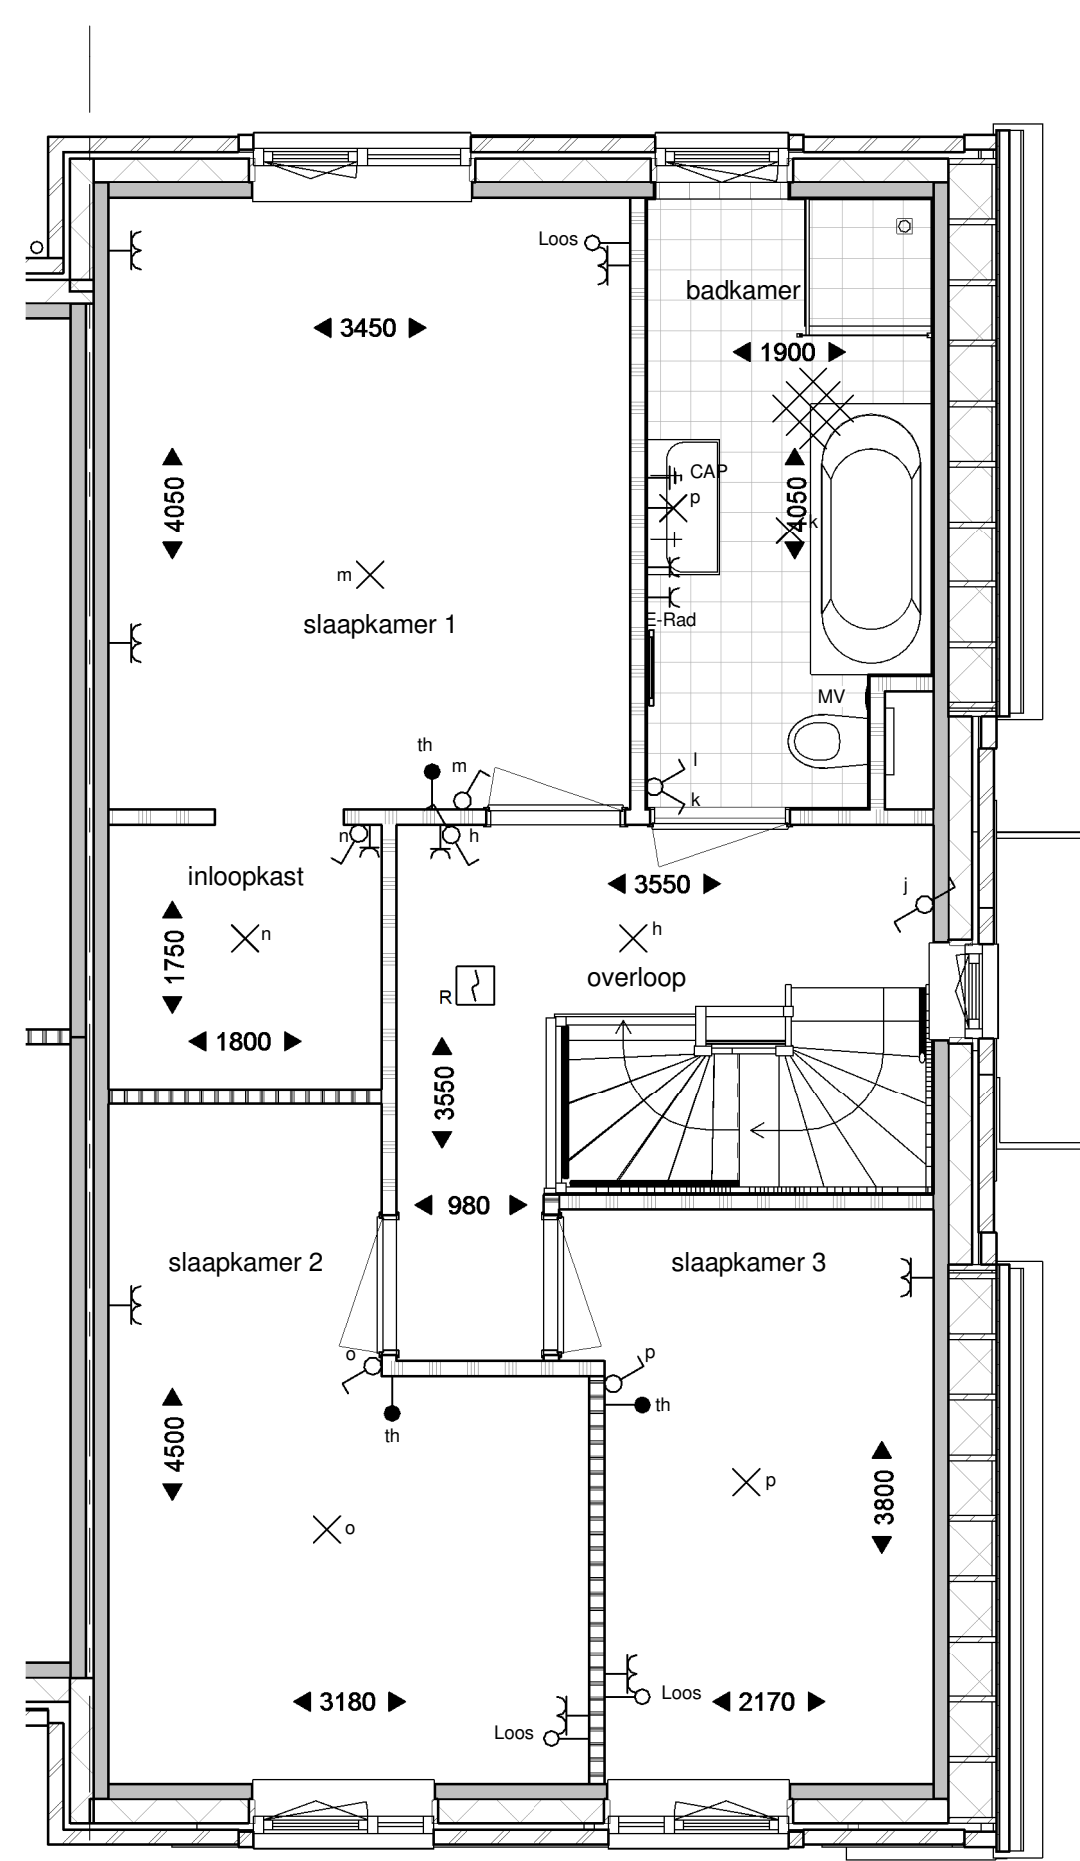 Loos
badkamer
3450
1900
4050
CAP
p
4050
k
m
slaapkamer 1
E-Rad
MV
th
m
l
k
n
h
inloopkast
3550
j
n
h
1750
overloop
R
1800
3550
980
slaapkamer 2
slaapkamer 3
o
p
th
th
4500
p
3800
o
Loos
3180
2170
Loos